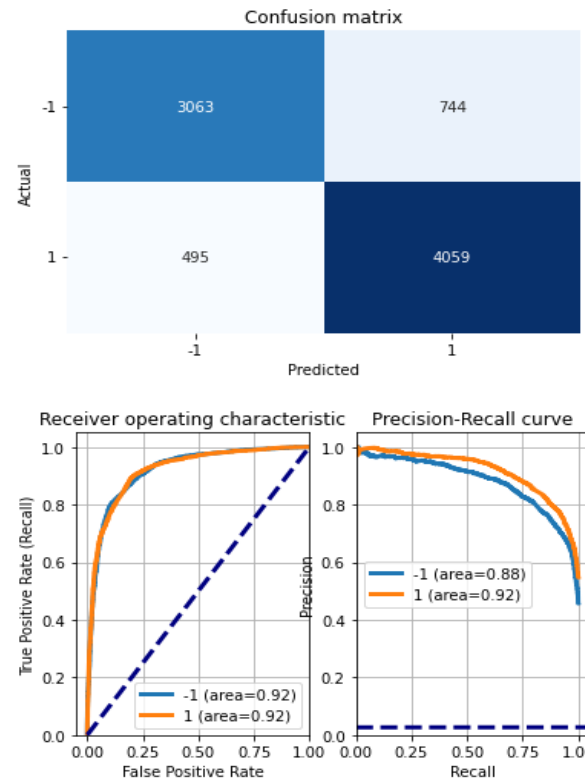 Confusion matrix
Actual
-1
3063
744
1
495
4059
-1
1
Predicted
Receiver operating characteristic
True Positive Rate (Recall)
1.0
0.8
0.6
0.4
0.2
0.0
-1 (area=0.92)
1 (area=0.92)
0.00
0.25
0.50
0.75
1.00
False Positive Rate
Precision-Recall curve
Precision
1.0
0.8
0.6
0.4
0.2
0.0
-1 (area=0.88)
1 (area=0.92)
0.00
0.25
0.50
0.75
1.00
Recall